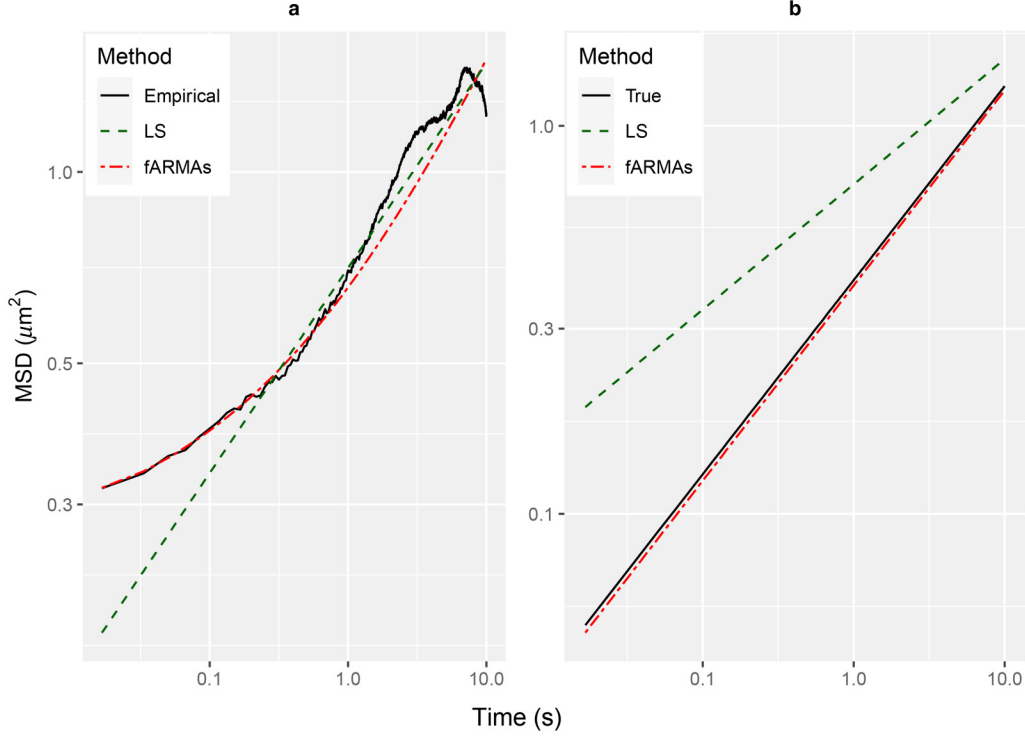 a
b
Method
Empirical
LS
fARMAs
Method
True
LS
fARMAs
MSD (μm²)
1.0
0.5
0.3
0.1
1.0
10.0
1.0
0.3
0.1
0.1
1.0
10.0
Time (s)